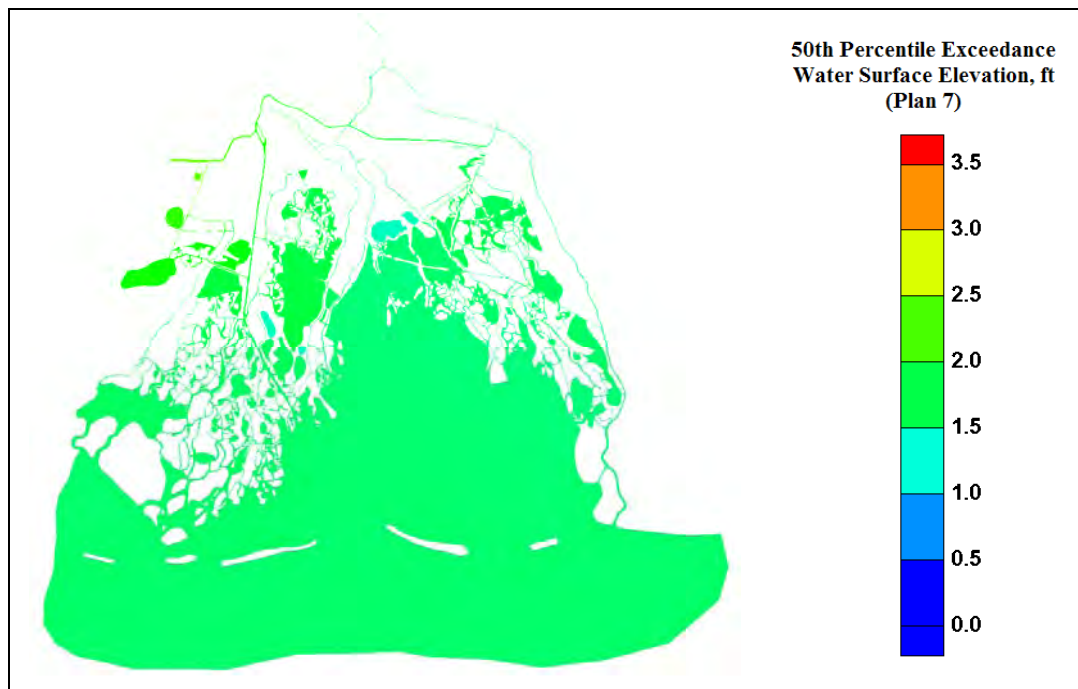 50th Percentile Exceedance
Water Surface Elevation, ft
(Plan 7)
3.5
3.0
2.5
2.0
1.5
1.0
0.5
0.0